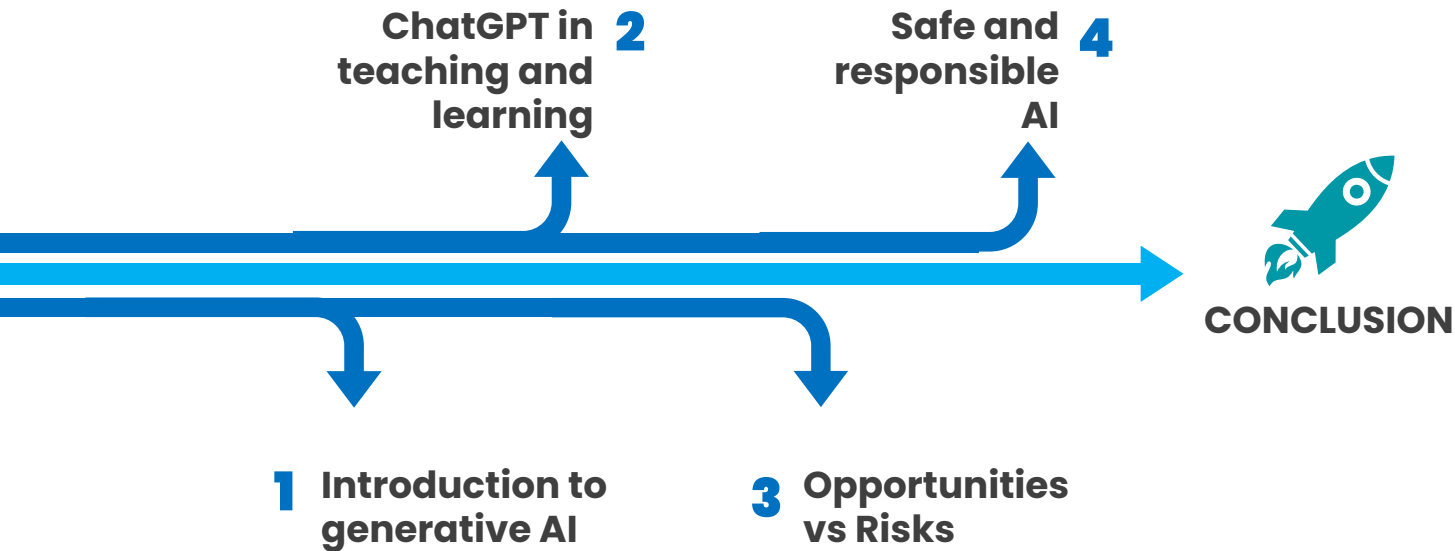 ChatGPT in 2
teaching and
learning
Safe and 4
responsible
AI
CONCLUSION
1 Introduction to
generative AI
3 Opportunities
vs Risks